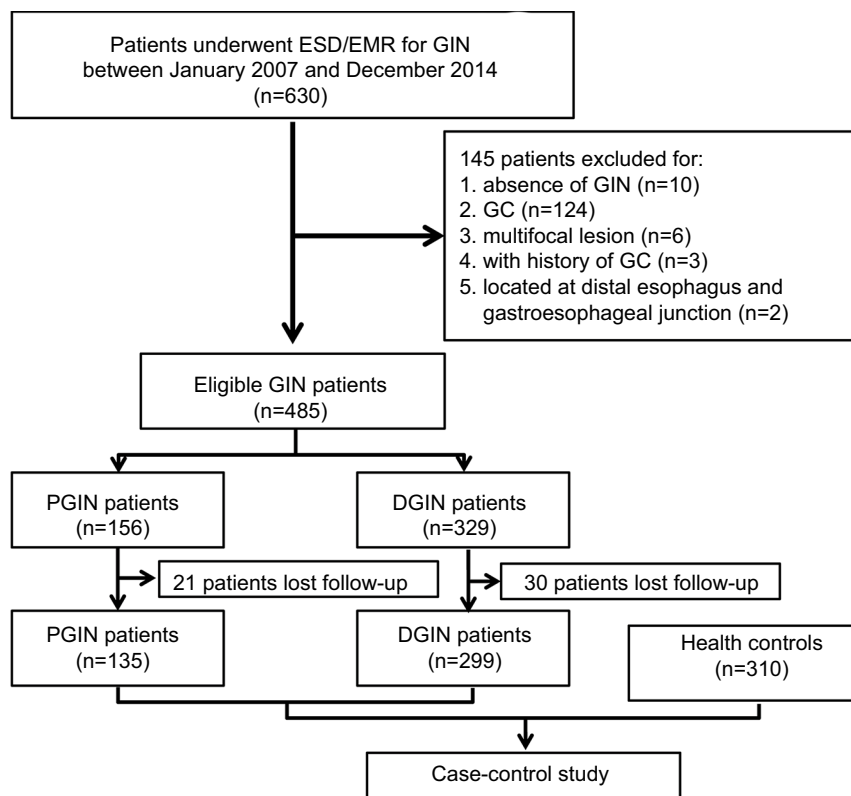 Patients underwent ESD/EMR for GIN
between January 2007 and December 2014
(n=630)
145 patients excluded for:
1. absence of GIN (n=10)
2. GC (n=124)
3. multifocal lesion (n=6)
4. with history of GC (n=3)
5. located at distal esophagus and
gastroesophageal junction (n=2)
Eligible GIN patients
(n=485)
PGIN patients
(n=156)
DGIN patients
(n=329)
21 patients lost follow-up
30 patients lost follow-up
PGIN patients
(n=135)
DGIN patients
(n=299)
Health controls
(n=310)
Case-control study